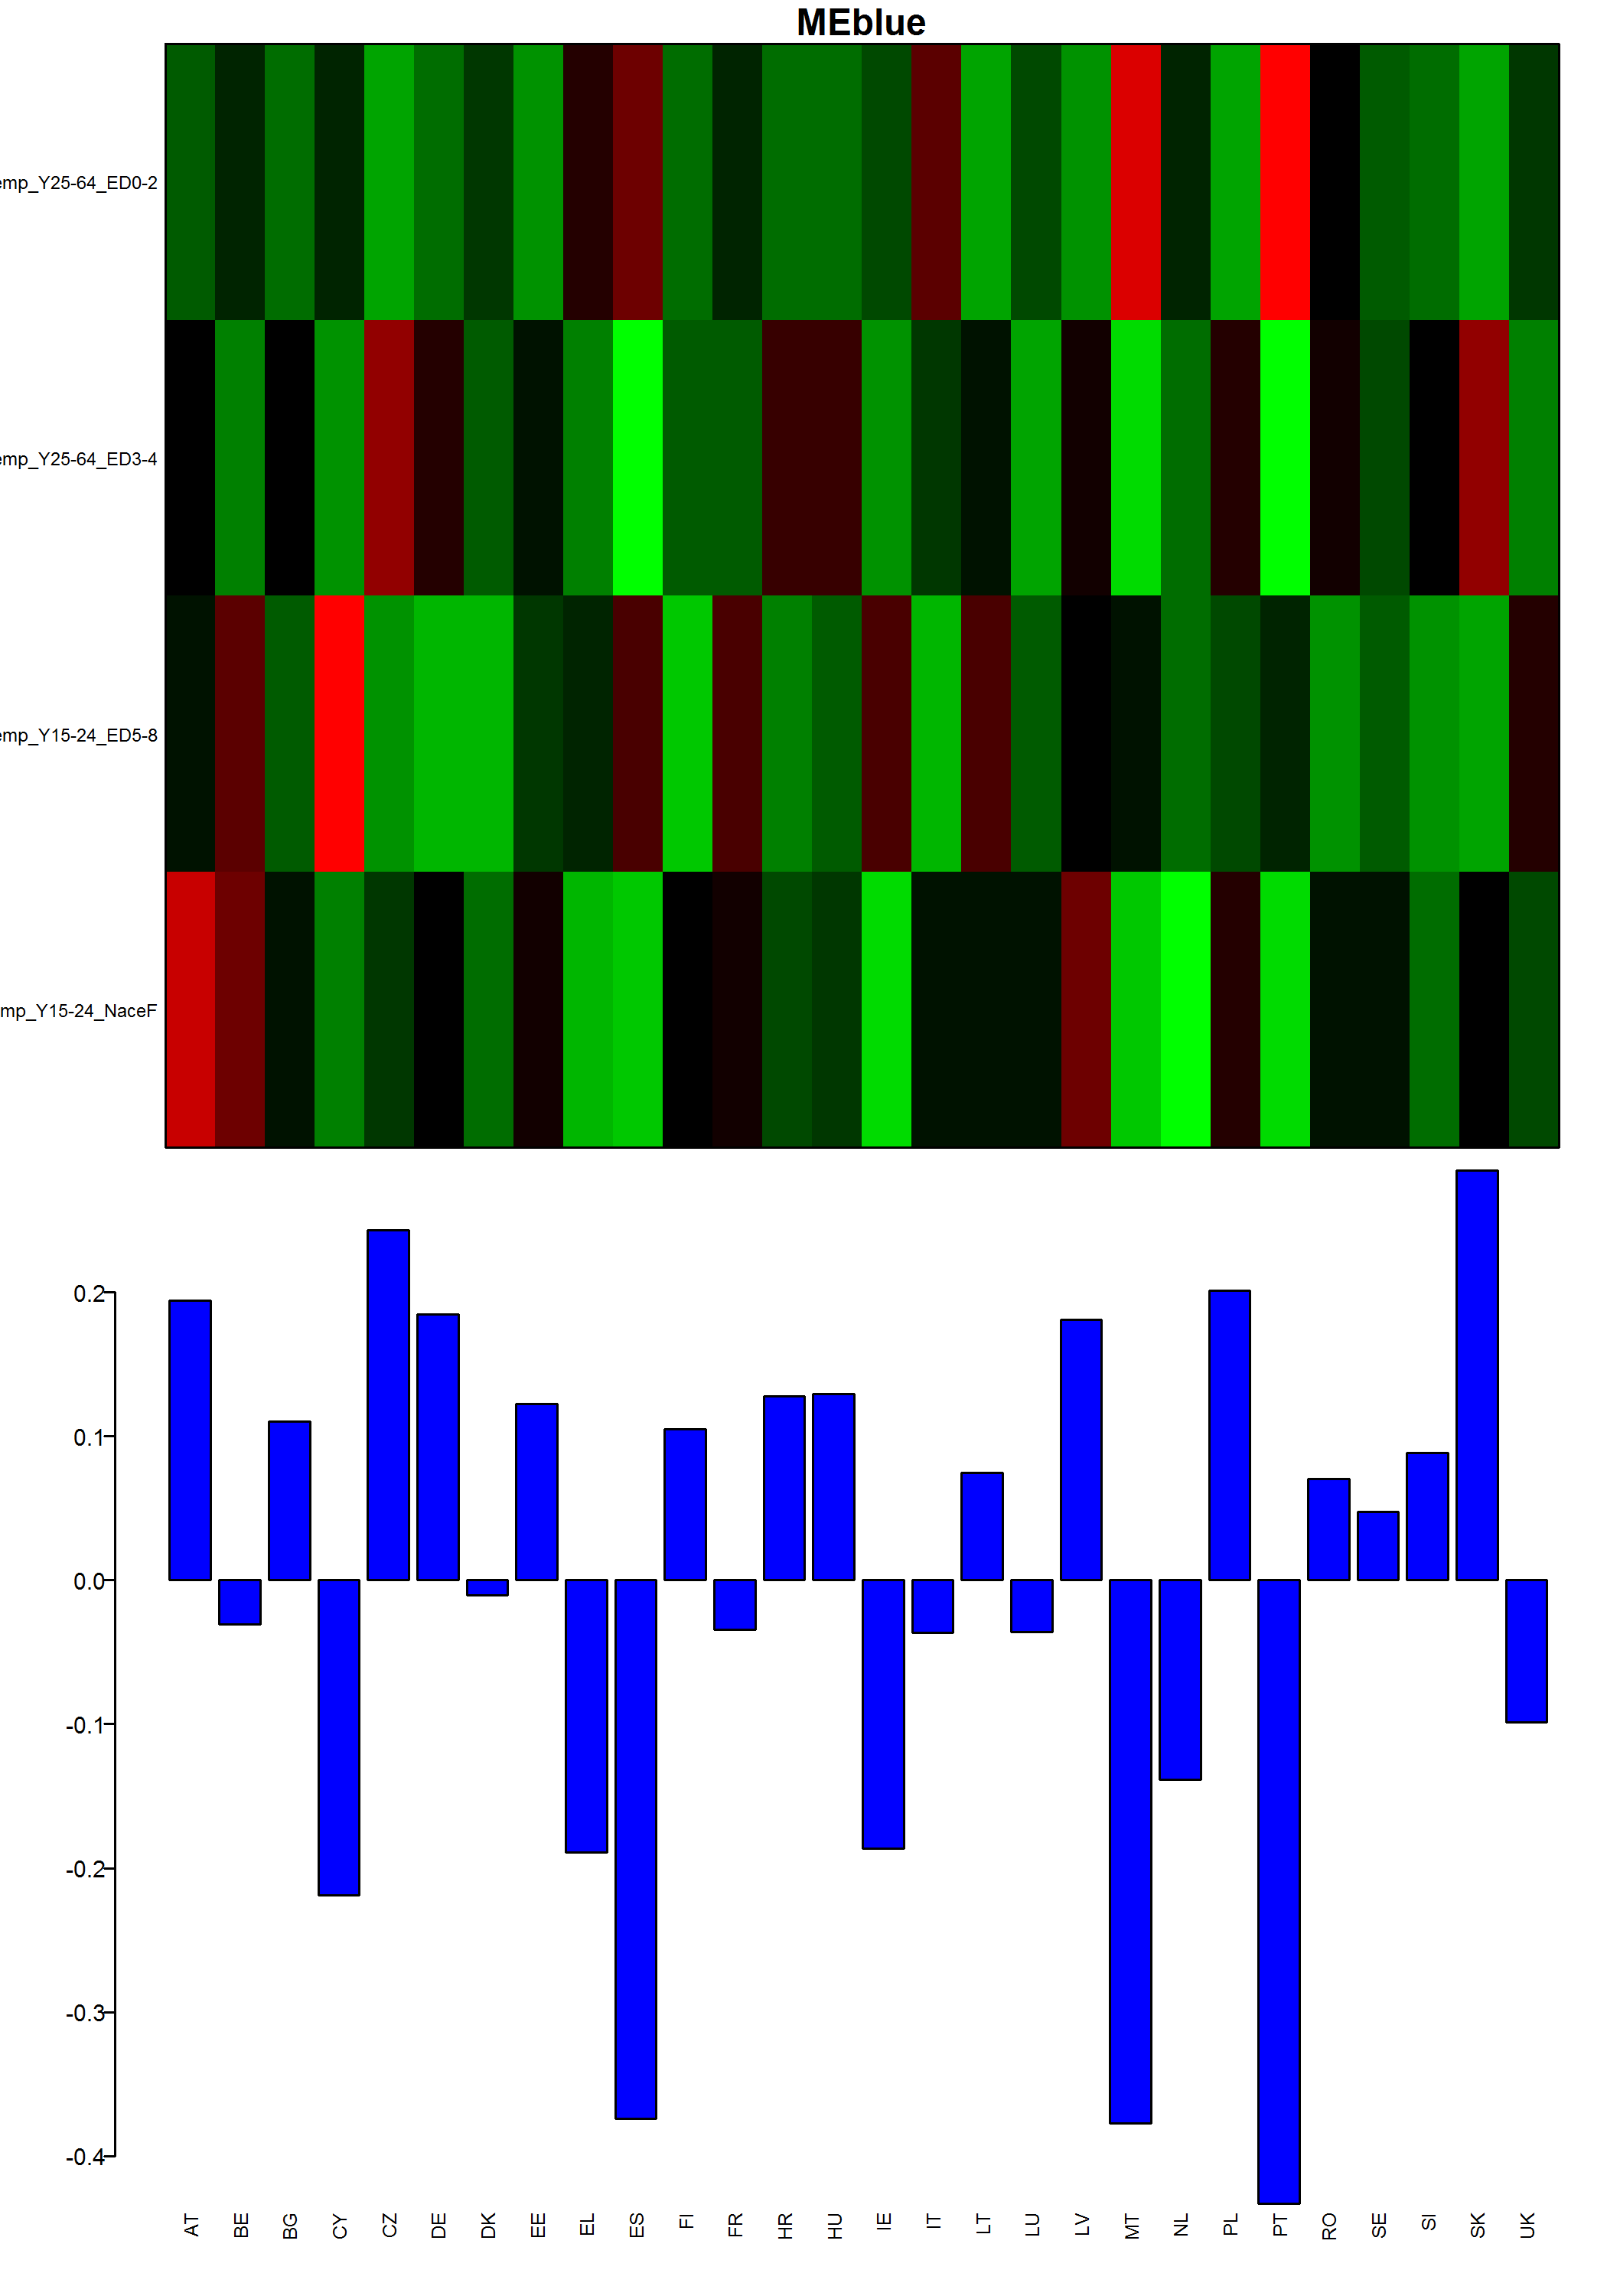 MEblue
emp_Y25-64_ED0-2
emp_Y25-64_ED3-4
emp_Y15-24_ED5-8
mp_Y15-24_NaceF
0.2
0.1
0.0
-0.1
-0.2
-0.3
-0.4
AT BE BG CY CZ DE DK EE EL ES FI FR HR HU IE IT LT LU LV MT NL PL PT RO SE SI SK UK